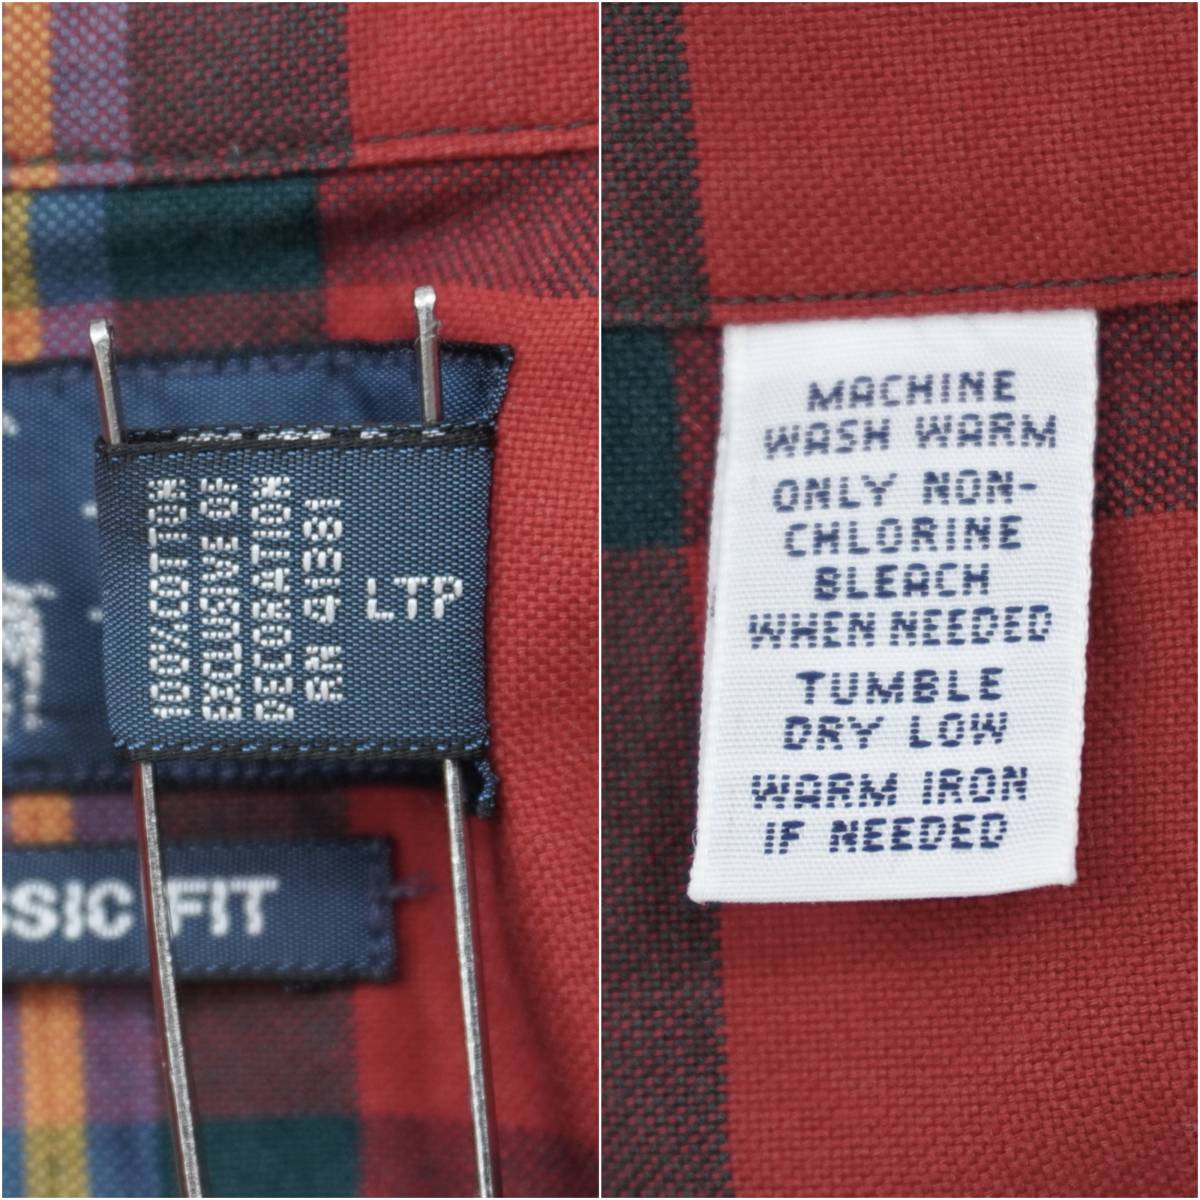 100% COTTON
EXCLUSIVE OF
DECORATION
RN 41381
LTP
SSIC FIT
MACHINE
WASH WARM
ONLY NON-
CHLORINE
BLEACH
WHEN NEEDED
TUMBLE
DRY LOW
WARM IRON
IF NEEDED